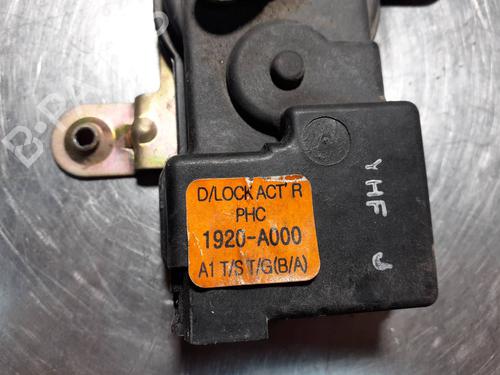 D/LOCK ACT'R
PHC
1920-A000
A1 T/S T/G(B/A)
YHF J
B-PARTS